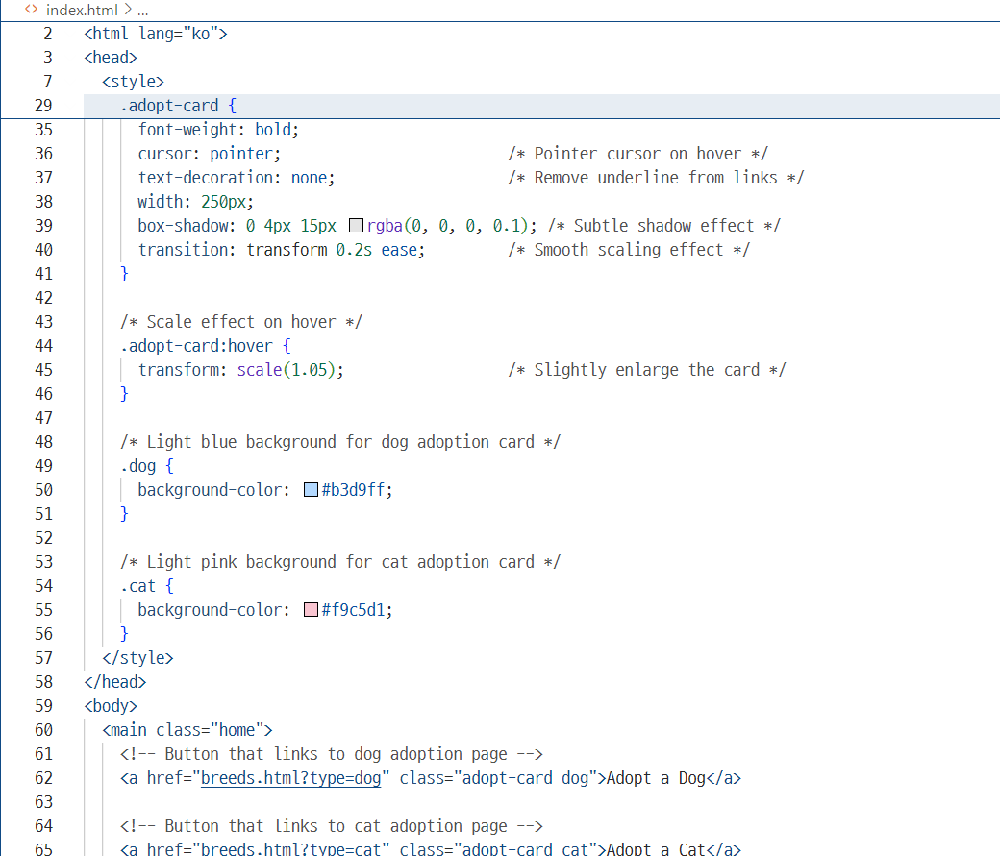 <> index.html > ...
2 <html lang="ko">
3 <head>
7 <style>
29 .adopt-card {
35 font-weight: bold;
36 cursor: pointer; /* Pointer cursor on hover */
37 text-decoration: none; /* Remove underline from links */
38 width: 250px;
39 box-shadow: 0 4px 15px rgba(0, 0, 0, 0.1); /* Subtle shadow effect */
40 transition: transform 0.2s ease; /* Smooth scaling effect */
41 }
42
43 /* Scale effect on hover */
44 .adopt-card:hover {
45 transform: scale(1.05); /* Slightly enlarge the card */
46 }
47
48 /* Light blue background for dog adoption card */
49 .dog {
50 background-color: #b3d9ff;
51 }
52
53 /* Light pink background for cat adoption card */
54 .cat {
55 background-color: #f9c5d1;
56 }
57 </style>
58 </head>
59 <body>
60 <main class="home">
61 <!-- Button that links to dog adoption page -->
62 <a href="breeds.html?type=dog" class="adopt-card dog">Adopt a Dog</a>
63
64 <!-- Button that links to cat adoption page -->
65 <a href="breeds.html?type=cat" class="adopt-card cat">Adopt a Cat</a>